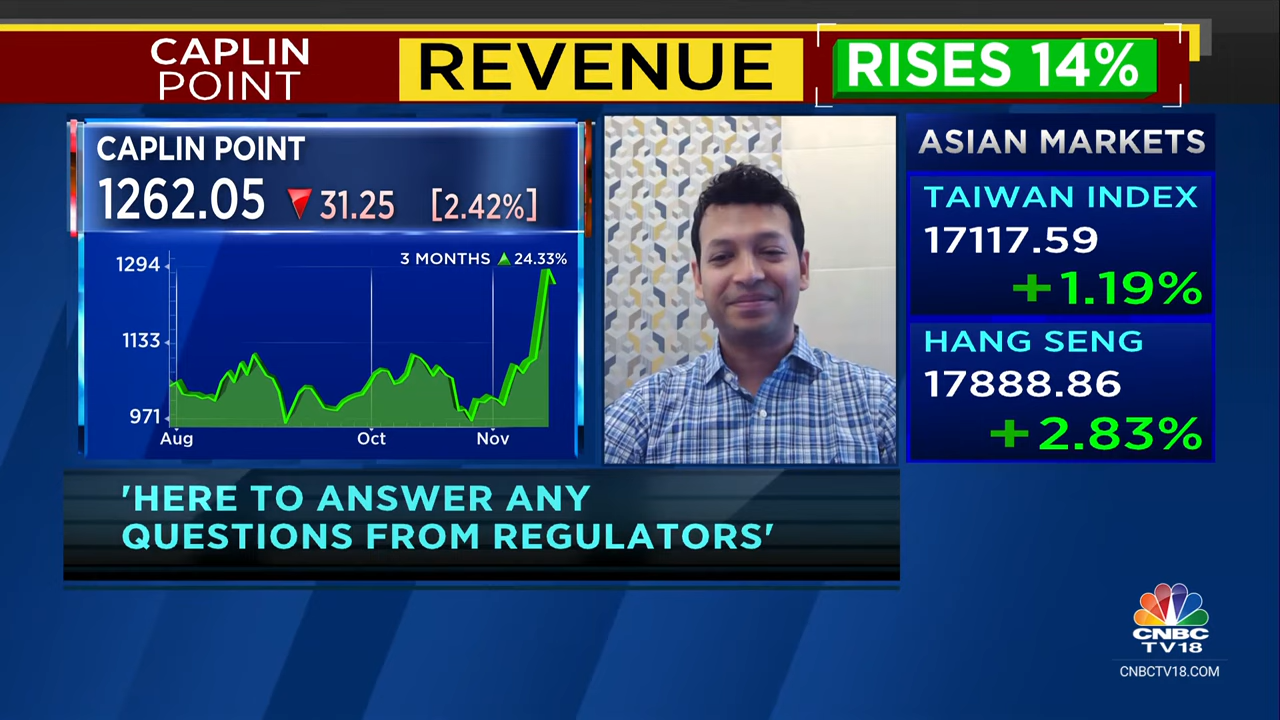 CAPLIN
POINT
REVENUE
RISES 14%
CAPLIN POINT
1262.05 ▼ 31.25 [2.42%]
3 MONTHS ▲ 24.33%
1294
1133
971
Aug Oct Nov
ASIAN MARKETS
TAIWAN INDEX
17117.59
+1.19%
HANG SENG
17888.86
+2.83%
'HERE TO ANSWER ANY
QUESTIONS FROM REGULATORS'
CNBC
TV18
CNBCTV18.COM